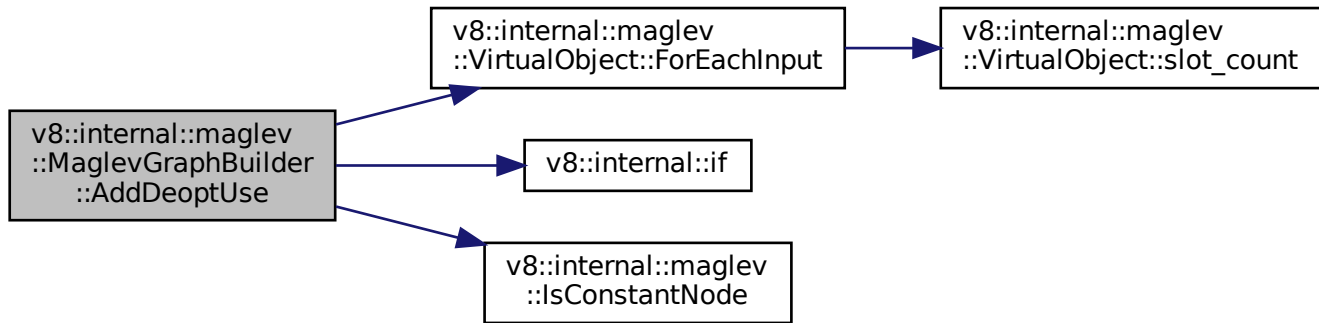 v8::internal::maglev
::MaglevGraphBuilder
::AddDeoptUse
v8::internal::maglev
::VirtualObject::ForEachInput
v8::internal::maglev
::VirtualObject::slot_count
v8::internal::if
v8::internal::maglev
::IsConstantNode